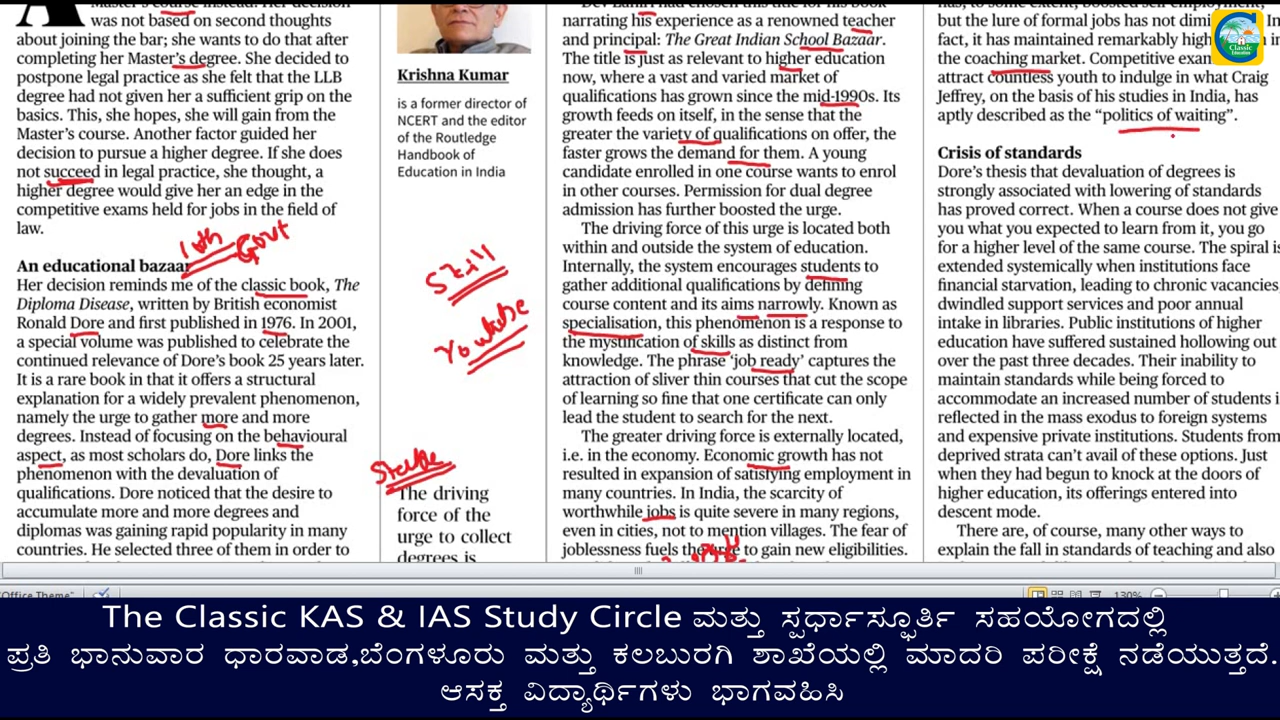 Master's course instead. Her decision
was not based on second thoughts
about joining the bar; she wants to do that after
completing her Master's degree. She decided to
postpone legal practice as she felt that the LLB
degree had not given her a sufficient grip on the
basics. This, she hopes, she will gain from the
Master's course. Another factor guided her
decision to pursue a higher degree. If she does
not succeed in legal practice, she thought, a
higher degree would give her an edge in the
competitive exams held for jobs in the field of
law.
10th Govt
An educational bazaar
Her decision reminds me of the classic book, The
Diploma Disease, written by British economist
Ronald Dore and first published in 1976. In 2001,
a special volume was published to celebrate the
continued relevance of Dore's book 25 years later.
It is a rare book in that it offers a structural
explanation for a widely prevalent phenomenon,
namely the urge to gather more and more
degrees. Instead of focusing on the behavioural
aspect, as most scholars do, Dore links the
phenomenon with the devaluation of
qualifications. Dore noticed that the desire to
accumulate more and more degrees and
diplomas was gaining rapid popularity in many
countries. He selected three of them in order to
Krishna Kumar
is a former director of
NCERT and the editor
of the Routledge
Handbook of
Education in India
Skill
Youtube
The driving
force of the
urge to collect
degrees is
narrating his experience as a renowned teacher
and principal: The Great Indian School Bazaar.
The title is just as relevant to higher education
now, where a vast and varied market of
qualifications has grown since the mid-1990s. Its
growth feeds on itself, in the sense that the
greater the variety of qualifications on offer, the
faster grows the demand for them. A young
candidate enrolled in one course wants to enrol
in other courses. Permission for dual degree
admission has further boosted the urge.
The driving force of this urge is located both
within and outside the system of education.
Internally, the system encourages students to
gather additional qualifications by defining
course content and its aims narrowly. Known as
specialisation, this phenomenon is a response to
the mystification of skills as distinct from
knowledge. The phrase 'job ready' captures the
attraction of sliver thin courses that cut the scope
of learning so fine that one certificate can only
lead the student to search for the next.
The greater driving force is externally located,
i.e. in the economy. Economic growth has not
resulted in expansion of satisfying employment in
many countries. In India, the scarcity of
worthwhile jobs is quite severe in many regions,
even in cities, not to mention villages. The fear of
joblessness fuels the urge to gain new eligibilities.
but the lure of formal jobs has not In
fact, it has maintained remarkably high in
the coaching market. Competitive the
attract countless youth to indulge in what Craig
Jeffrey, on the basis of his studies in India, has
aptly described as the "politics of waiting".
Crisis of standards
Dore's thesis that devaluation of degrees is
strongly associated with lowering of standards
has proved correct. When a course does not give
you what you expected to learn from it, you go
for a higher level of the same course. The spiral is
extended systemically when institutions face
financial starvation, leading to chronic vacancies,
dwindled support services and poor annual
intake in libraries. Public institutions of higher
education have suffered sustained hollowing out
over the past three decades. Their inability to
maintain standards while being forced to
accommodate an increased number of students i
reflected in the mass exodus to foreign systems
and expensive private institutions. Students from
deprived strata can't avail of these options. Just
when they had begun to knock at the doors of
higher education, its offerings entered into
descent mode.
There are, of course, many other ways to
explain the fall in standards of teaching and also
Classic
Education
"Office Theme"
130%
The Classic KAS & IAS Study Circle ಮತ್ತು ಸ್ಪರ್ಧಾಸ್ಫೂರ್ತಿ ಸಹಯೋಗದಲ್ಲಿ
ಪ್ರತಿ ಭಾನುವಾರ ಧಾರವಾಡ,ಬೆಂಗಳೂರು ಮತ್ತು ಕಲಬುರಗಿ ಶಾಖೆಯಲ್ಲಿ ಮಾದರಿ ಪರೀಕ್ಷೆ ನಡೆಯುತ್ತದೆ.
ಆಸಕ್ತ ವಿದ್ಯಾರ್ಥಿಗಳು ಭಾಗವಹಿಸಿ